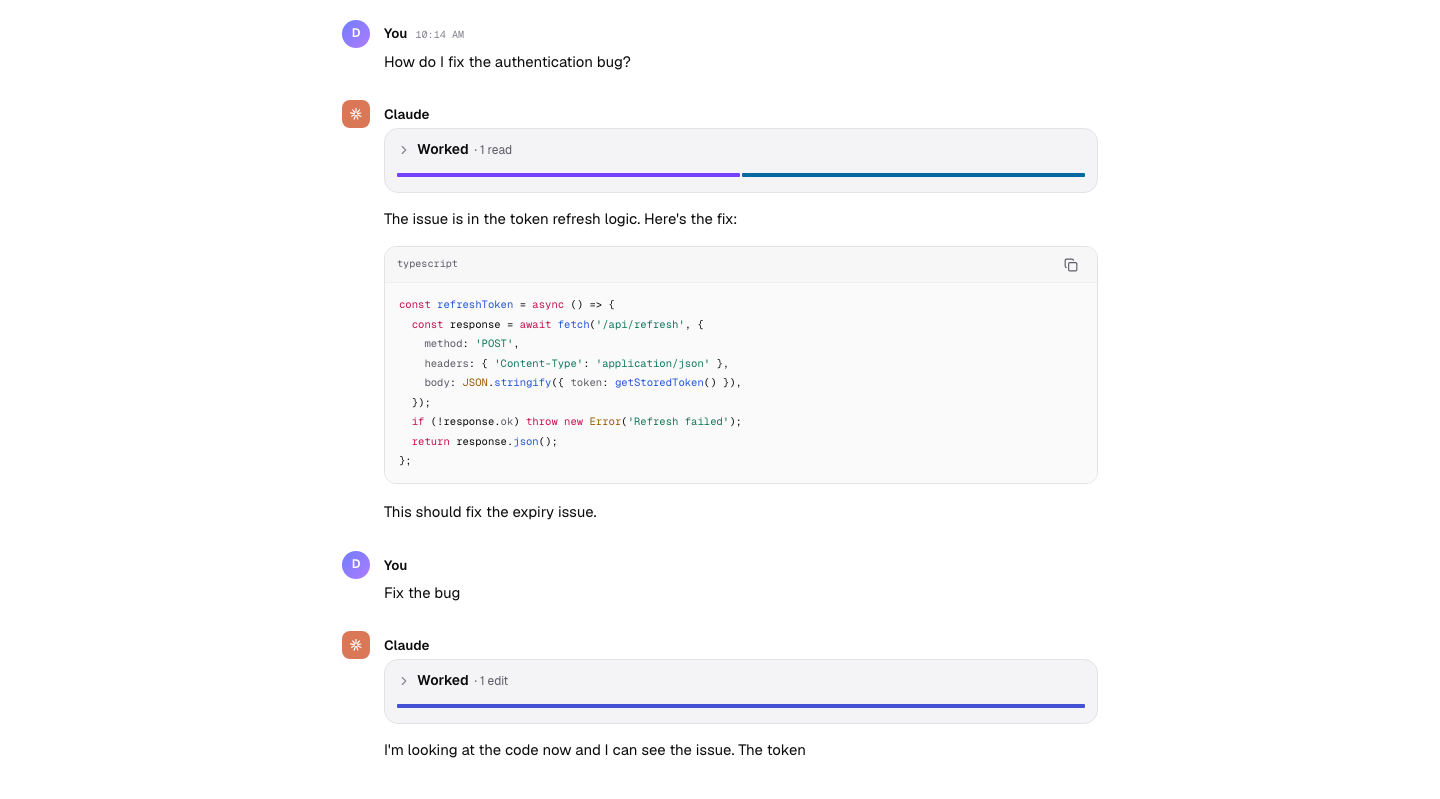 D
You 10:14 AM
How do I fix the authentication bug?
Claude
Worked · 1 read
The issue is in the token refresh logic. Here's the fix:
typescript
const refreshToken = async () => {
  const response = await fetch('/api/refresh', {
    method: 'POST',
    headers: { 'Content-Type': 'application/json' },
    body: JSON.stringify({ token: getStoredToken() }),
  });
  if (!response.ok) throw new Error('Refresh failed');
  return response.json();
};
This should fix the expiry issue.
D
You
Fix the bug
Claude
Worked · 1 edit
I'm looking at the code now and I can see the issue. The token